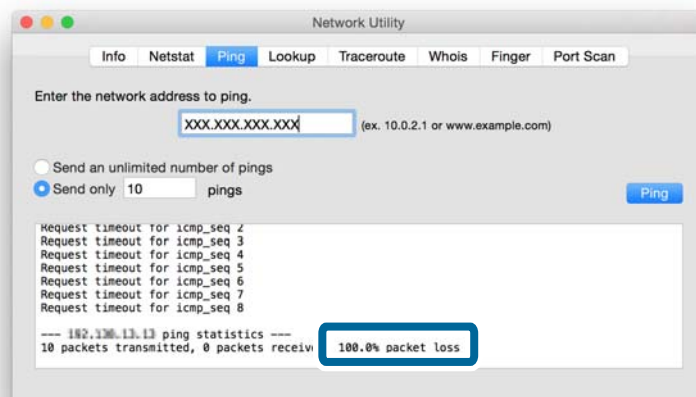 Network Utility
Info Netstat Ping Lookup Traceroute Whois Finger Port Scan
Enter the network address to ping.
XXX.XXX.XXX.XXX (ex. 10.0.2.1 or www.example.com)
Send an unlimited number of pings
Send only 10 pings
Ping
Request timeout for icmp_seq 2
Request timeout for icmp_seq 3
Request timeout for icmp_seq 4
Request timeout for icmp_seq 5
Request timeout for icmp_seq 6
Request timeout for icmp_seq 7
Request timeout for icmp_seq 8
--- ping statistics ---
10 packets transmitted, 0 packets receiv 100.0% packet loss